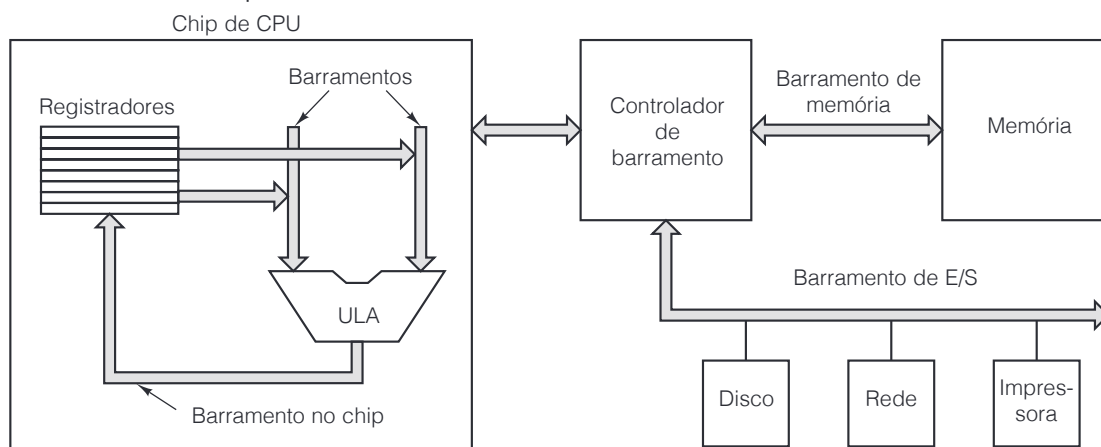 Chip de CPU
Barramentos
Registradores
ULA
Barramento no chip
Controlador
de
barramento
Barramento de
memória
Memória
Barramento de E/S
Disco
Rede
Impres-
sora